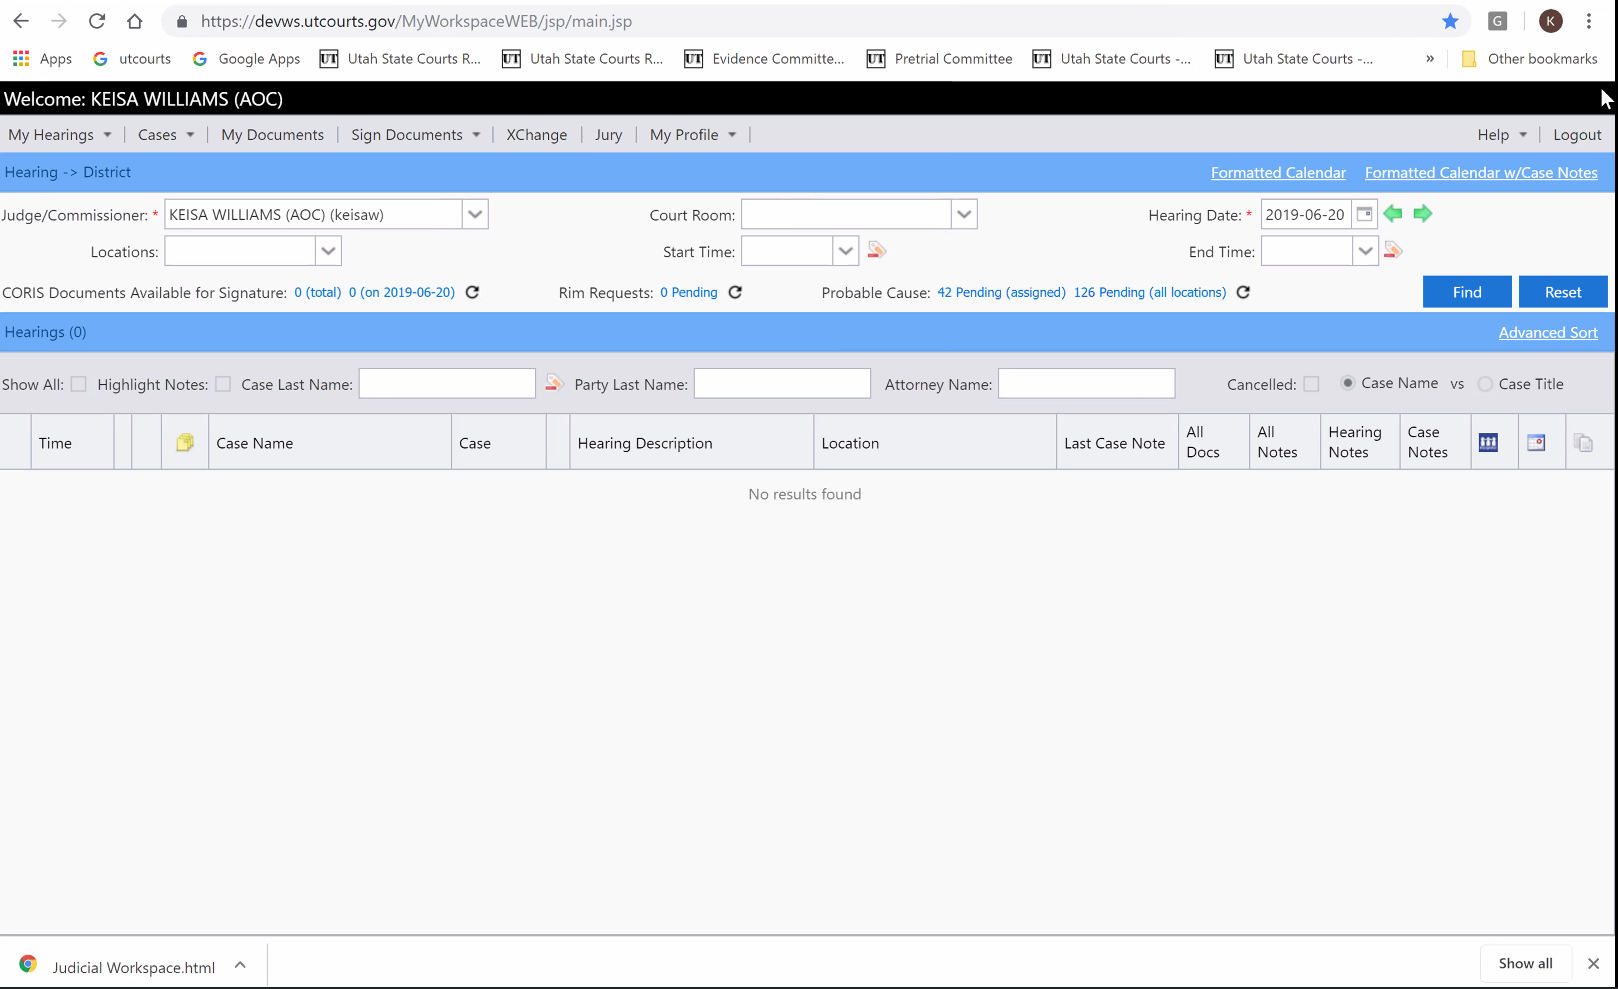 https://devws.utcourts.gov/MyWorkspaceWEB/jsp/main.jsp G K
Apps G utcourts G Google Apps UT Utah State Courts R... UT Utah State Courts R... UT Evidence Committe... UT Pretrial Committee UT Utah State Courts -... UT Utah State Courts -... » Other bookmarks
Welcome: KEISA WILLIAMS (AOC)
My Hearings Cases My Documents Sign Documents XChange Jury My Profile Help Logout
Hearing -> District Formatted Calendar Formatted Calendar w/Case Notes
Judge/Commissioner: * KEISA WILLIAMS (AOC) (keisaw) Court Room: Hearing Date: * 2019-06-20
Locations: Start Time: End Time:
CORIS Documents Available for Signature: 0 (total) 0 (on 2019-06-20) Rim Requests: 0 Pending Probable Cause: 42 Pending (assigned) 126 Pending (all locations) Find Reset
Hearings (0) Advanced Sort
Show All: Highlight Notes: Case Last Name: Party Last Name: Attorney Name: Cancelled: Case Name vs Case Title
Time Case Name Case Hearing Description Location Last Case Note All Docs All Notes Hearing Notes Case Notes
No results found
Judicial Workspace.html Show all